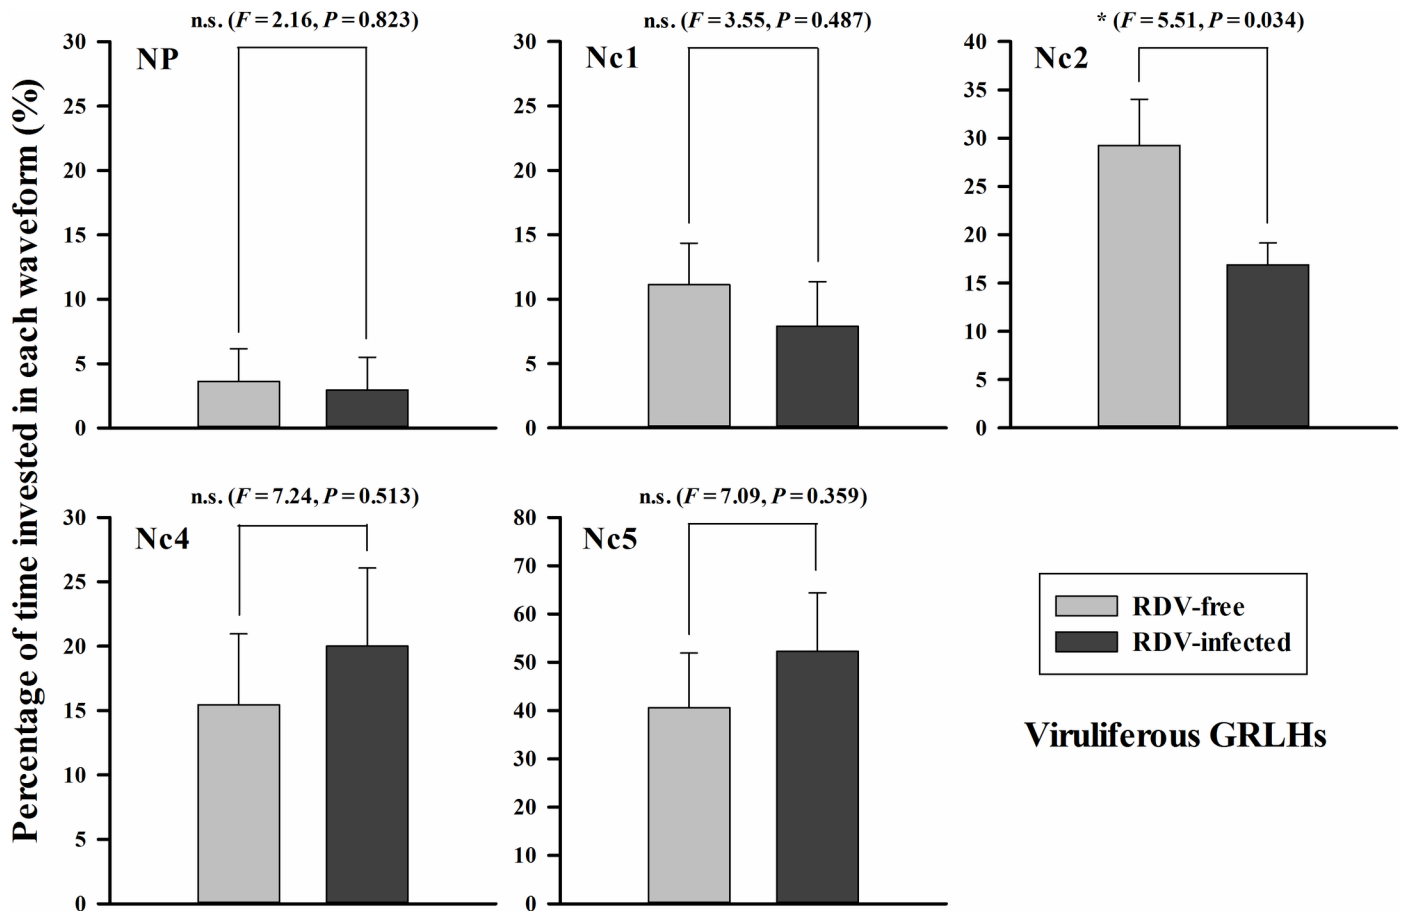 Percentage of time invested in each waveform (%)
n.s. (F = 2.16, P = 0.823)
NP
30
25
20
15
10
5
0
n.s. (F = 3.55, P = 0.487)
Nc1
30
25
20
15
10
5
0
* (F = 5.51, P = 0.034)
Nc2
40
35
30
25
20
15
10
5
0
n.s. (F = 7.24, P = 0.513)
Nc4
30
25
20
15
10
5
0
n.s. (F = 7.09, P = 0.359)
Nc5
80
70
60
50
40
30
20
10
0
RDV-free
RDV-infected
Viruliferous GRLHs